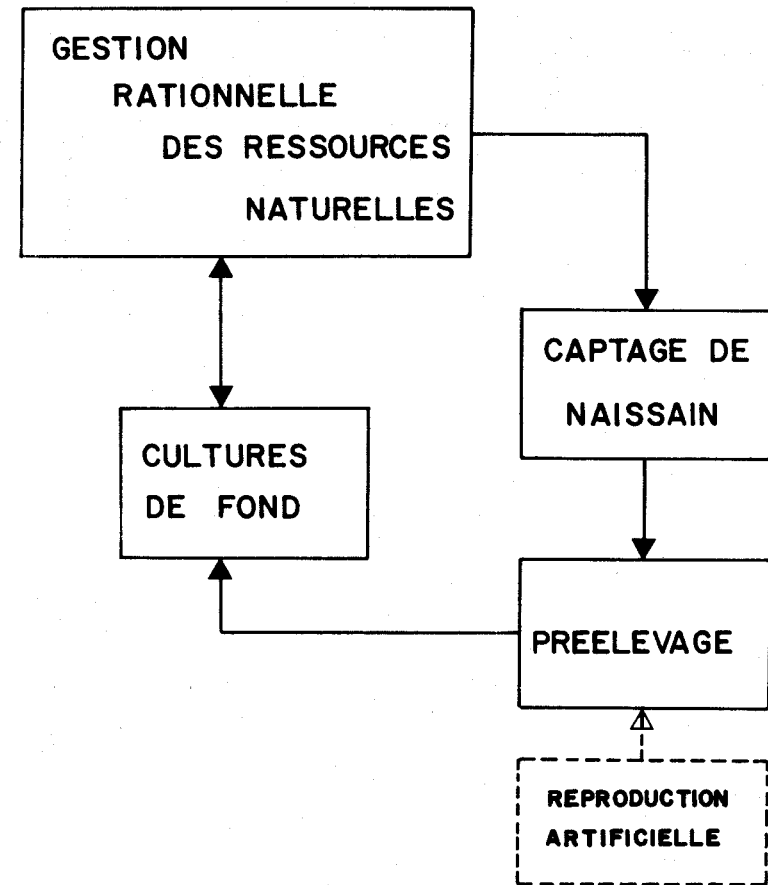 GESTION
RATIONNELLE
DES RESSOURCES
NATURELLES
CAPTAGE DE
NAISSAIN
CULTURES
DE FOND
PREELEVAGE
REPRODUCTION
ARTIFICIELLE